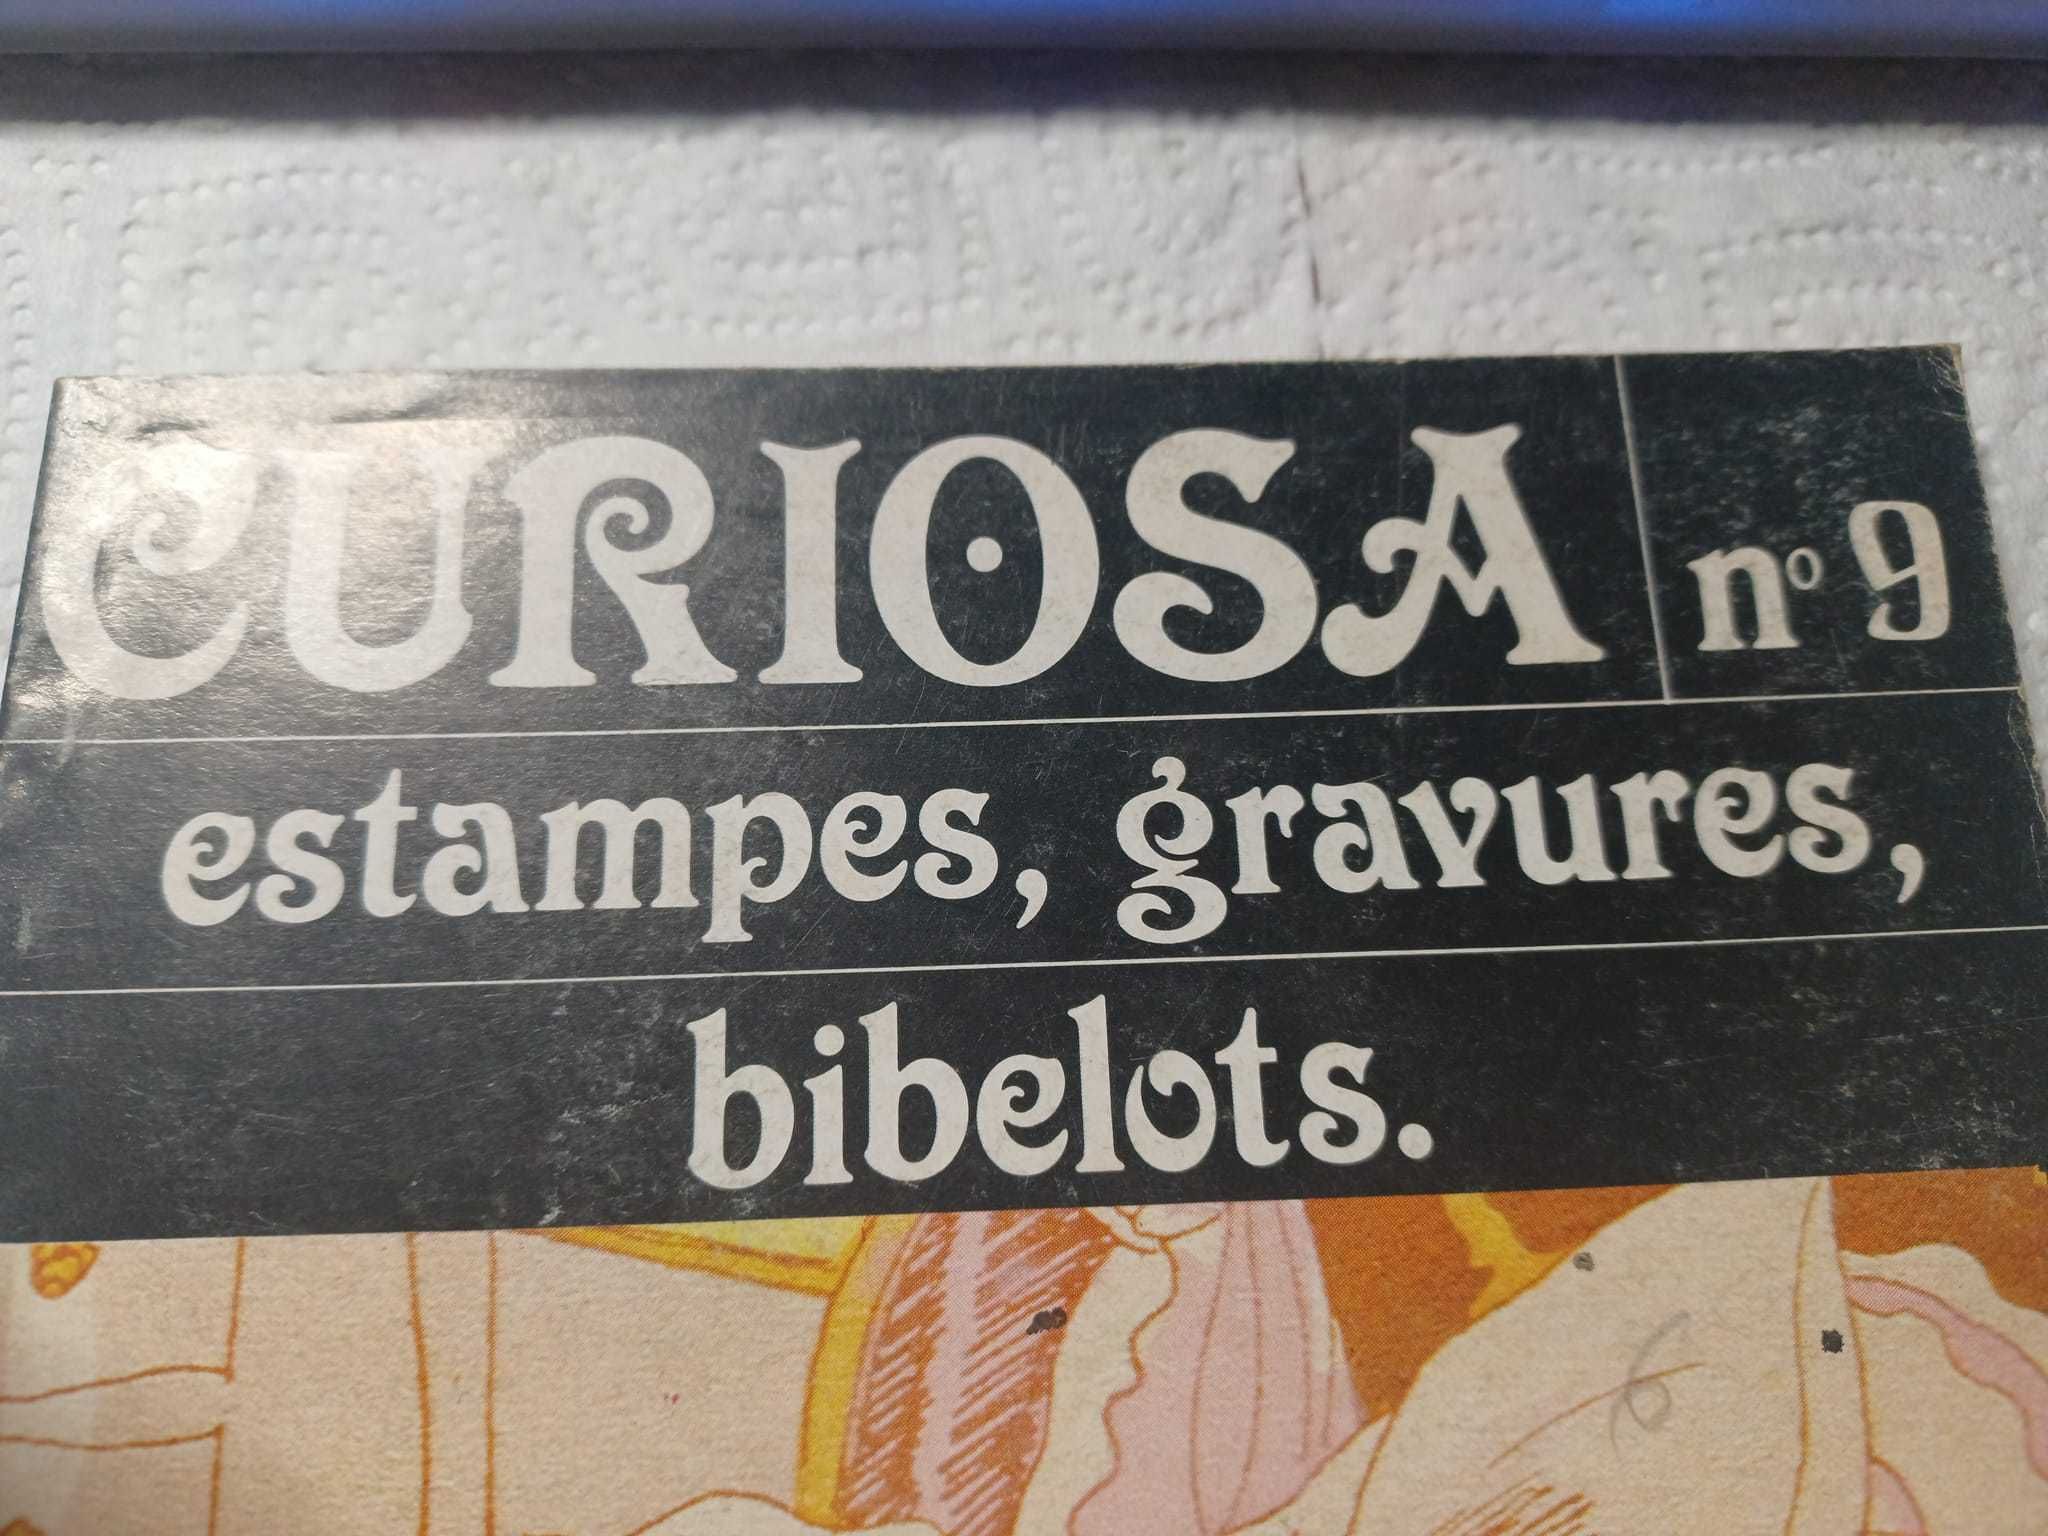 CURIOSA nº 9
estampes, gravures,
bibelots.